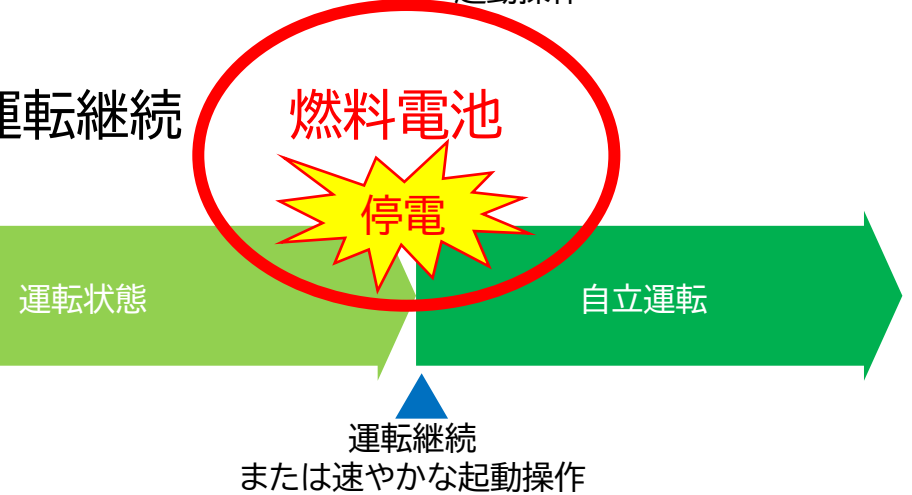 運転継続
燃料電池
停電
運転状態
自立運転
運転継続
または速やかな起動操作